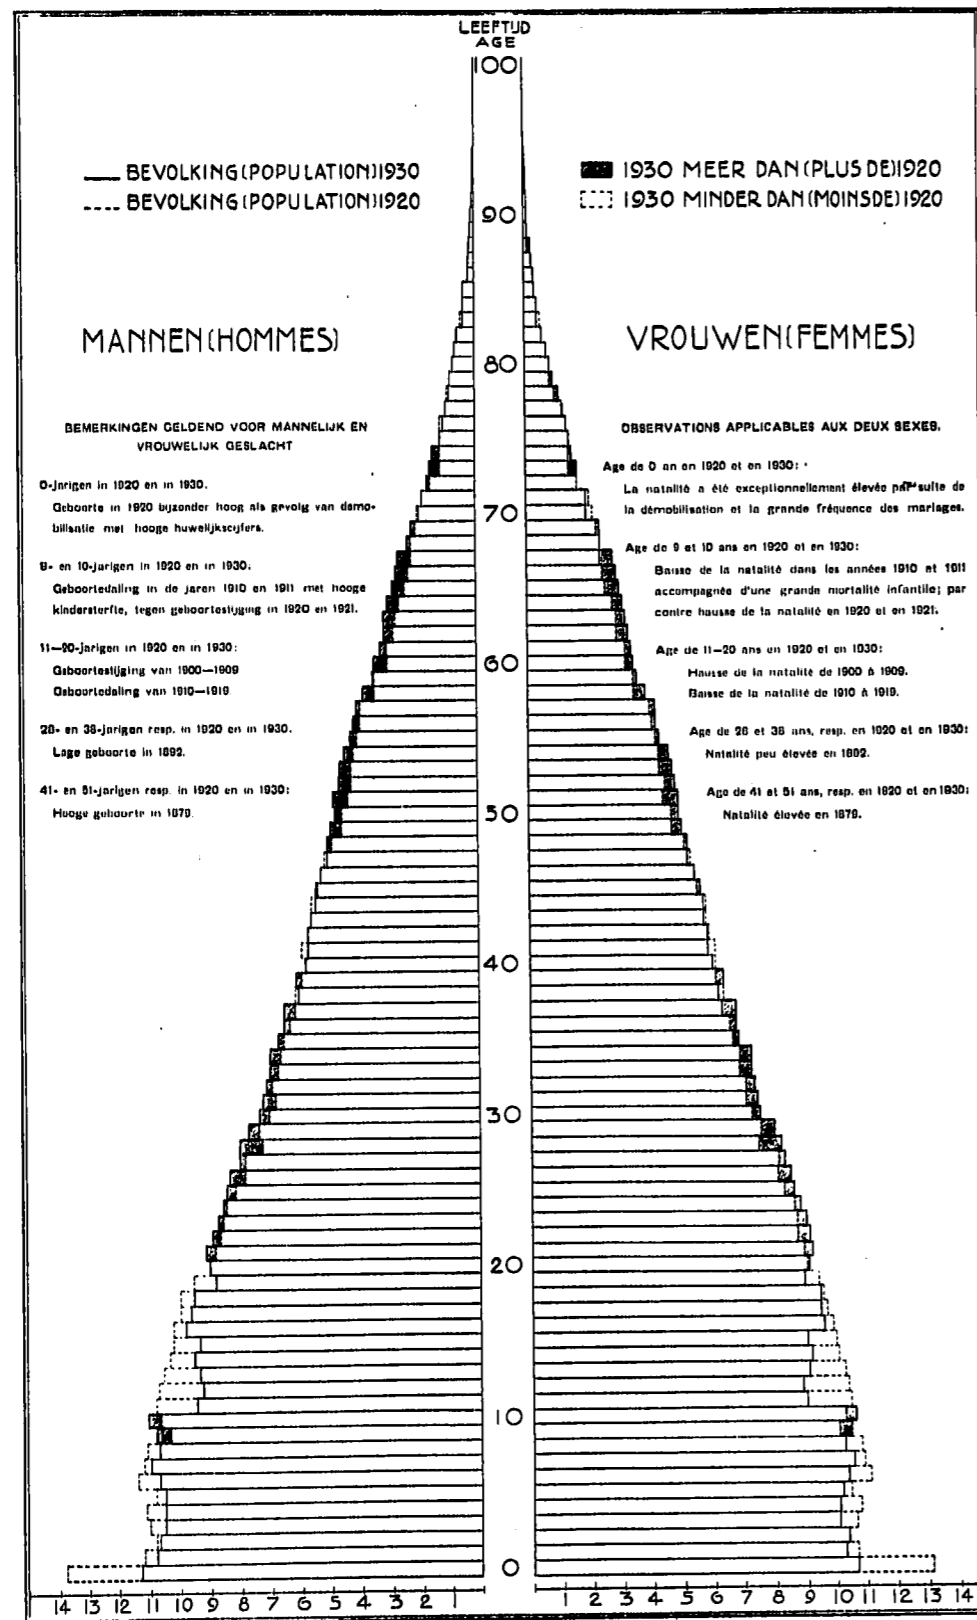 LEEFTIJD
AGE
100
BEVOLKING (POPULATION) 1930
BEVOLKING (POPULATION) 1920
1930 MEER DAN (PLUS DE) 1920
1930 MINDER DAN (MOINS DE) 1920
90
MANNEN (HOMMES)
VROUWEN (FEMMES)
80
BEMERKINGEN GELDEND VOOR MANNELIJK EN
VROUWELIJK GESLACHT
0-jarigen in 1920 en in 1930.
Geboorte in 1920 bijzonder hoog als gevolg van demo-
bilisatie met hooge huwelijkscijfers.
9- en 10-jarigen in 1920 en in 1930:
Geboortedaling in de jaren 1910 en 1911 met hooge
kindersterfte, tegen geboortestijging in 1920 en 1921.
11—20-jarigen in 1920 en in 1930:
Geboortestijging van 1900—1909
Geboortedaling van 1910—1919
28- en 38-jarigen resp. in 1920 en in 1930.
Lage geboorte in 1892.
41- en 51-jarigen resp. in 1920 en in 1930:
Hooge geboorte in 1879.
OBSERVATIONS APPLICABLES AUX DEUX SEXES.
Age de 0 an en 1920 et en 1930:
La natalité a été exceptionnellement élevée par suite de
la démobilisation et la grande fréquence des mariages.
Age de 9 et 10 ans en 1920 et en 1930:
Baisse de la natalité dans les années 1910 et 1911
accompagnée d'une grande mortalité infantile; par
contre hausse de la natalité en 1920 et en 1921.
Age de 11—20 ans en 1920 et en 1930:
Hausse de la natalité de 1900 à 1909.
Baisse de la natalité de 1910 à 1919.
Age de 28 et 38 ans, resp. en 1920 et en 1930:
Natalité peu élevée en 1892.
Age de 41 et 51 ans, resp. en 1920 et en 1930:
Natalité élevée en 1879.
70
60
50
40
30
20
10
0
14 13 12 11 10 9 8 7 6 5 4 3 2 1
1 2 3 4 5 6 7 8 9 10 11 12 13 14